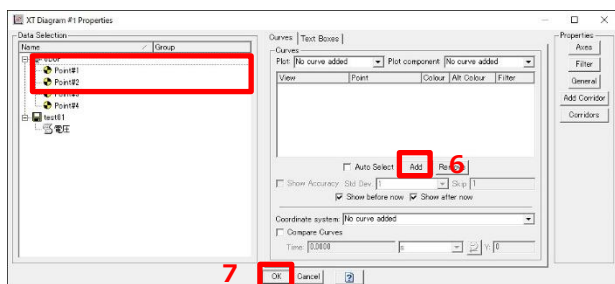 XT Diagram #1 Properties
Data Selection
Name / Group
Point#1
Point#2
Point#4
test01
電圧
Curves Text Boxes
Curves
Plot: No curve added Plot component No curve added
View Point Colour Alt Colour Filter
Auto Select Add 6
Show Accuracy Std Dev 1 Skip 1
Show before now Show after now
Coordinate system: No curve added
Compare Curves
Time: 0.0000 s Y: 0
7 OK Cancel ?
Properties
Axes
Filter
General
Add Corridor
Corridors